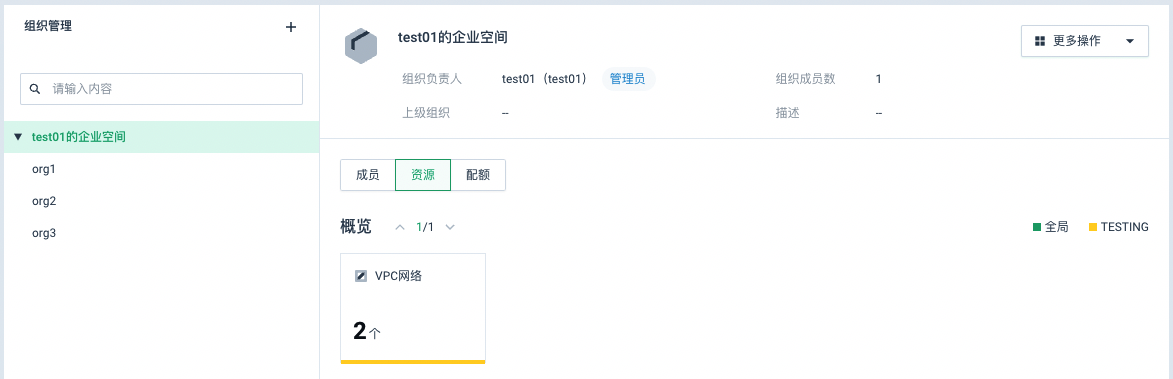 组织管理
请输入内容
test01的企业空间
org1
org2
org3
test01的企业空间
更多操作
组织负责人 test01（test01） 管理员 组织成员数 1
上级组织 -- 描述 --
成员 资源 配额
概览 1/1 全局 TESTING
VPC网络
2个